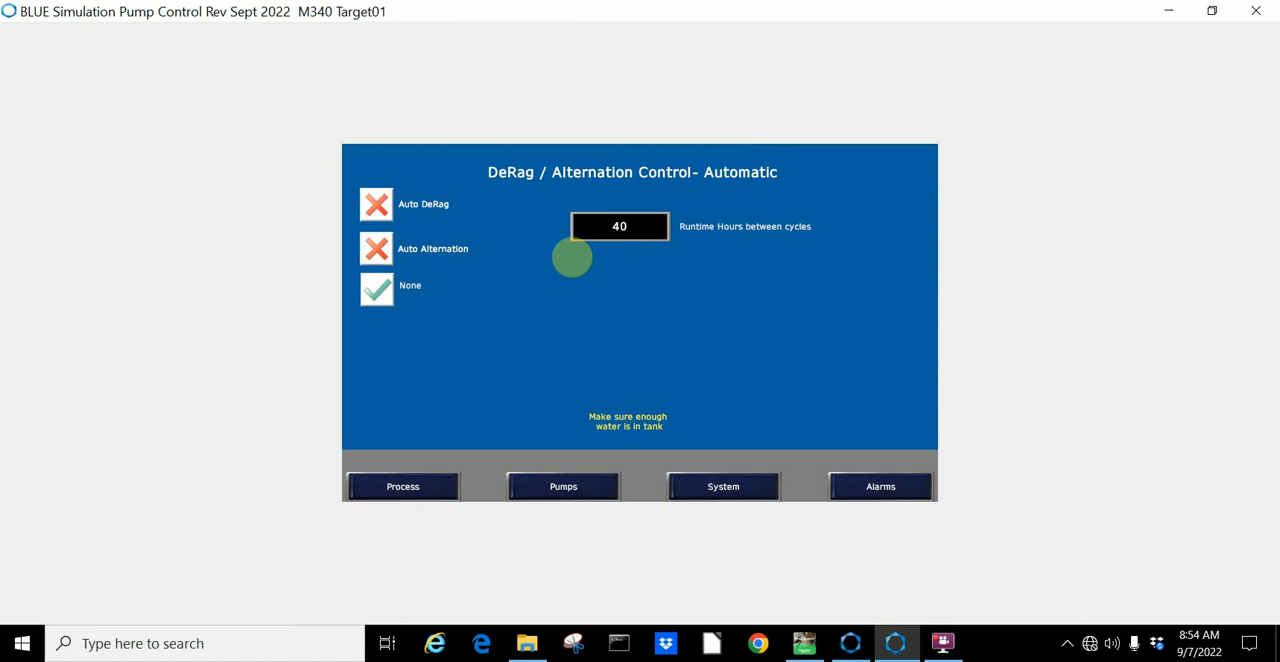 BLUE Simulation Pump Control Rev Sept 2022 M340 Target01
DeRag / Alternation Control- Automatic
Auto DeRag
40
Runtime Hours between cycles
Auto Alternation
None
Make sure enough
water is in tank
Process
Pumps
System
Alarms
Type here to search
8:54 AM
9/7/2022